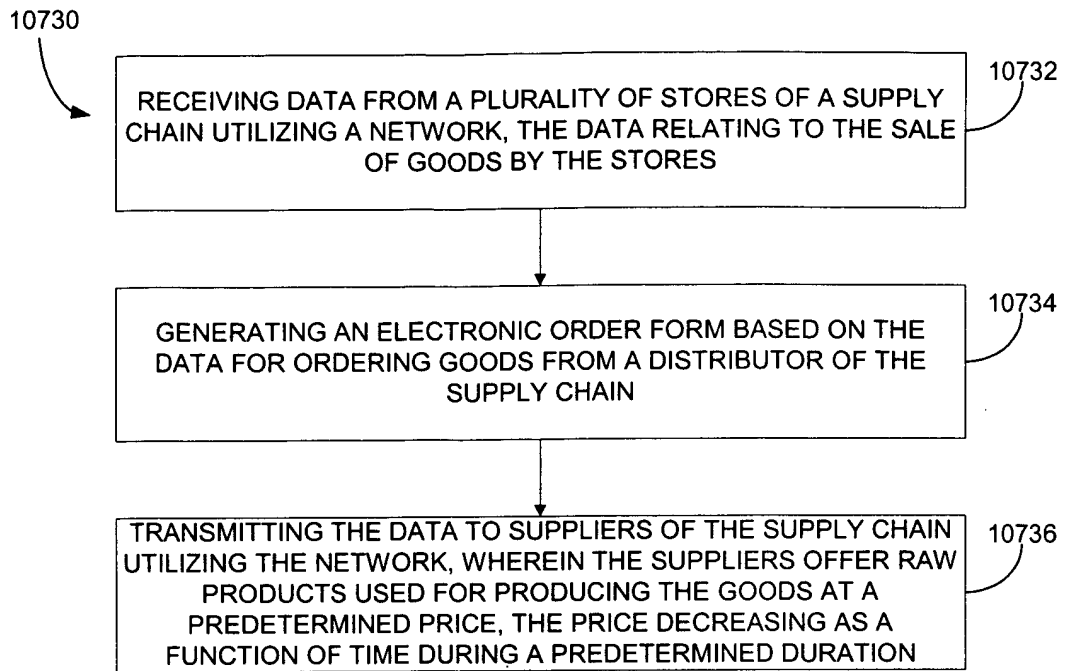 10730
10732
RECEIVING DATA FROM A PLURALITY OF STORES OF A SUPPLY
CHAIN UTILIZING A NETWORK, THE DATA RELATING TO THE SALE
OF GOODS BY THE STORES
10734
GENERATING AN ELECTRONIC ORDER FORM BASED ON THE
DATA FOR ORDERING GOODS FROM A DISTRIBUTOR OF THE
SUPPLY CHAIN
10736
TRANSMITTING THE DATA TO SUPPLIERS OF THE SUPPLY CHAIN
UTILIZING THE NETWORK, WHEREIN THE SUPPLIERS OFFER RAW
PRODUCTS USED FOR PRODUCING THE GOODS AT A
PREDETERMINED PRICE, THE PRICE DECREASING AS A
FUNCTION OF TIME DURING A PREDETERMINED DURATION